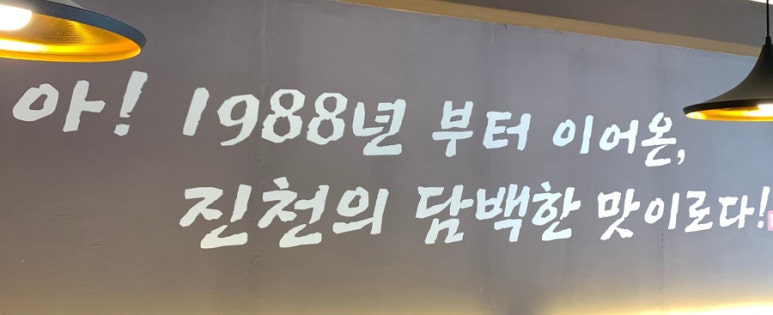 아! 1988년 부터 이어온,
진천의 담백한 맛이로다!